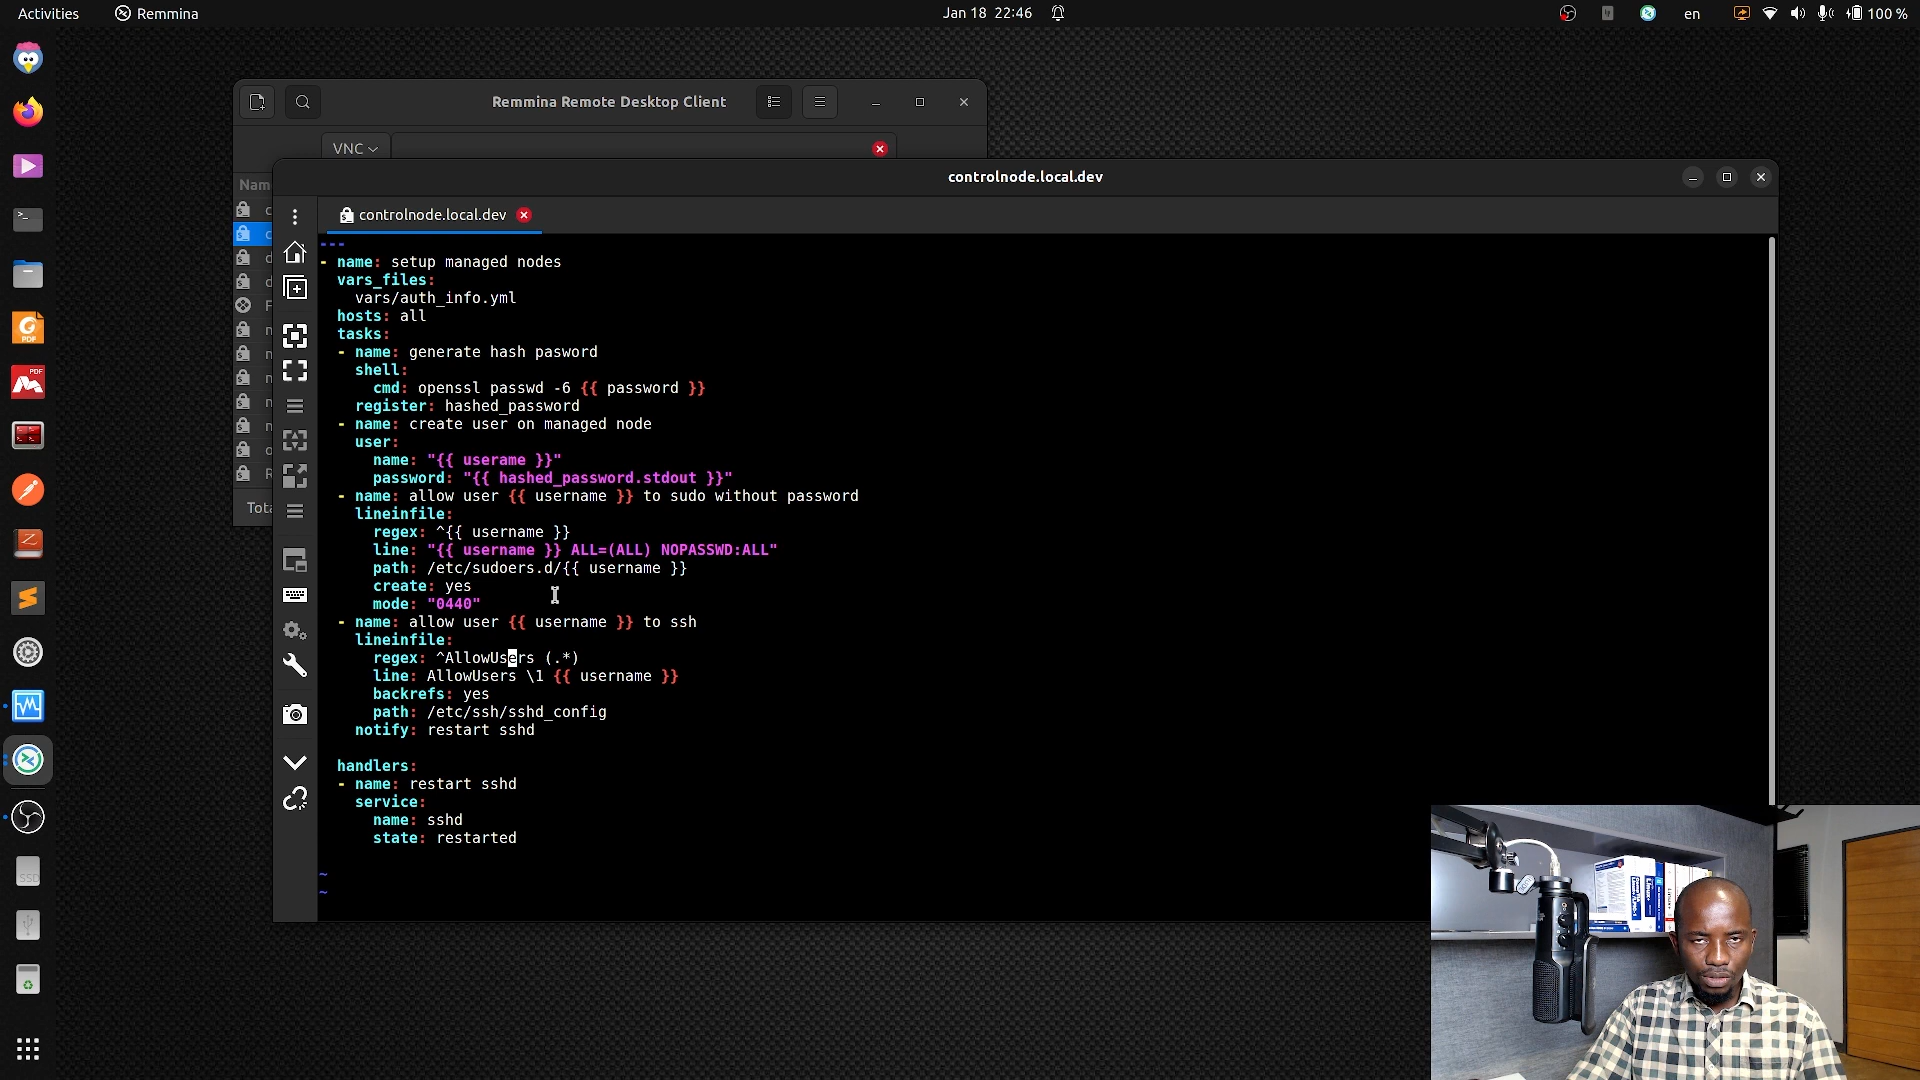 Activities
Remmina
Jan 18 22:46
en
100 %
Remmina Remote Desktop Client
VNC
Nam
controlnode.local.dev
controlnode.local.dev
c
c
d
d
F
n
n
n
n
n
o
R
Tota
---
- name: setup managed nodes
vars_files:
vars/auth_info.yml
hosts: all
tasks:
- name: generate hash pasword
shell:
cmd: openssl passwd -6 {{ password }}
register: hashed_password
- name: create user on managed node
user:
name: "{{ userame }}"
password: "{{ hashed_password.stdout }}"
- name: allow user {{ username }} to sudo without password
lineinfile:
regex: ^{{ username }}
line: "{{ username }} ALL=(ALL) NOPASSWD:ALL"
path: /etc/sudoers.d/{{ username }}
create: yes
mode: "0440"
- name: allow user {{ username }} to ssh
lineinfile:
regex: ^AllowUsers (.*)
line: AllowUsers \1 {{ username }}
backrefs: yes
path: /etc/ssh/sshd_config
notify: restart sshd
handlers:
- name: restart sshd
service:
name: sshd
state: restarted
~
~
PDF
PDF
Z
SSD